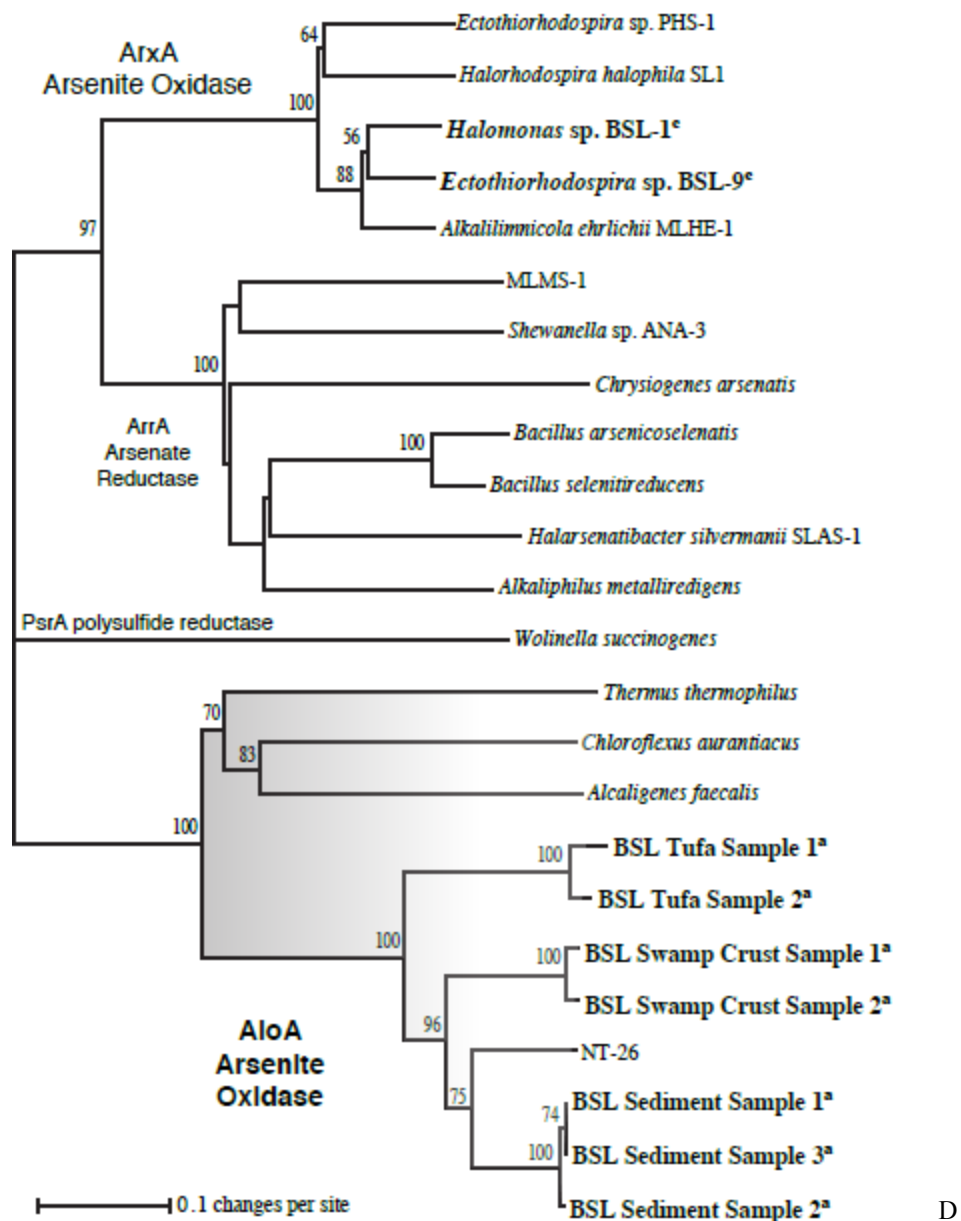 64
Ectothiorhodospira sp. PHS-1
ArxA
Arsenite Oxidase
Halorhodospira halophila SL1
100
56
Halomonas sp. BSL-1ᵉ
88
Ectothiorhodospira sp. BSL-9ᵉ
97
Alkalilimnicola ehrlichii MLHE-1
MLMS-1
Shewanella sp. ANA-3
100
Chrysiogenes arsenatis
ArrA
Arsenate
Reductase
100
Bacillus arsenicoselenatis
Bacillus selenitireducens
Halarsenatibacter silvermanii SLAS-1
Alkaliphilus metalliredigens
PsrA polysulfide reductase
Wolinella succinogenes
Thermus thermophilus
70
83
Chloroflexus aurantiacus
Alcaligenes faecalis
100
100
BSL Tufa Sample 1ᵃ
BSL Tufa Sample 2ᵃ
100
100
BSL Swamp Crust Sample 1ᵃ
BSL Swamp Crust Sample 2ᵃ
96
AioA
Arsenite
Oxidase
NT-26
75
74
BSL Sediment Sample 1ᵃ
100
BSL Sediment Sample 3ᵃ
BSL Sediment Sample 2ᵃ
0.1 changes per site
D